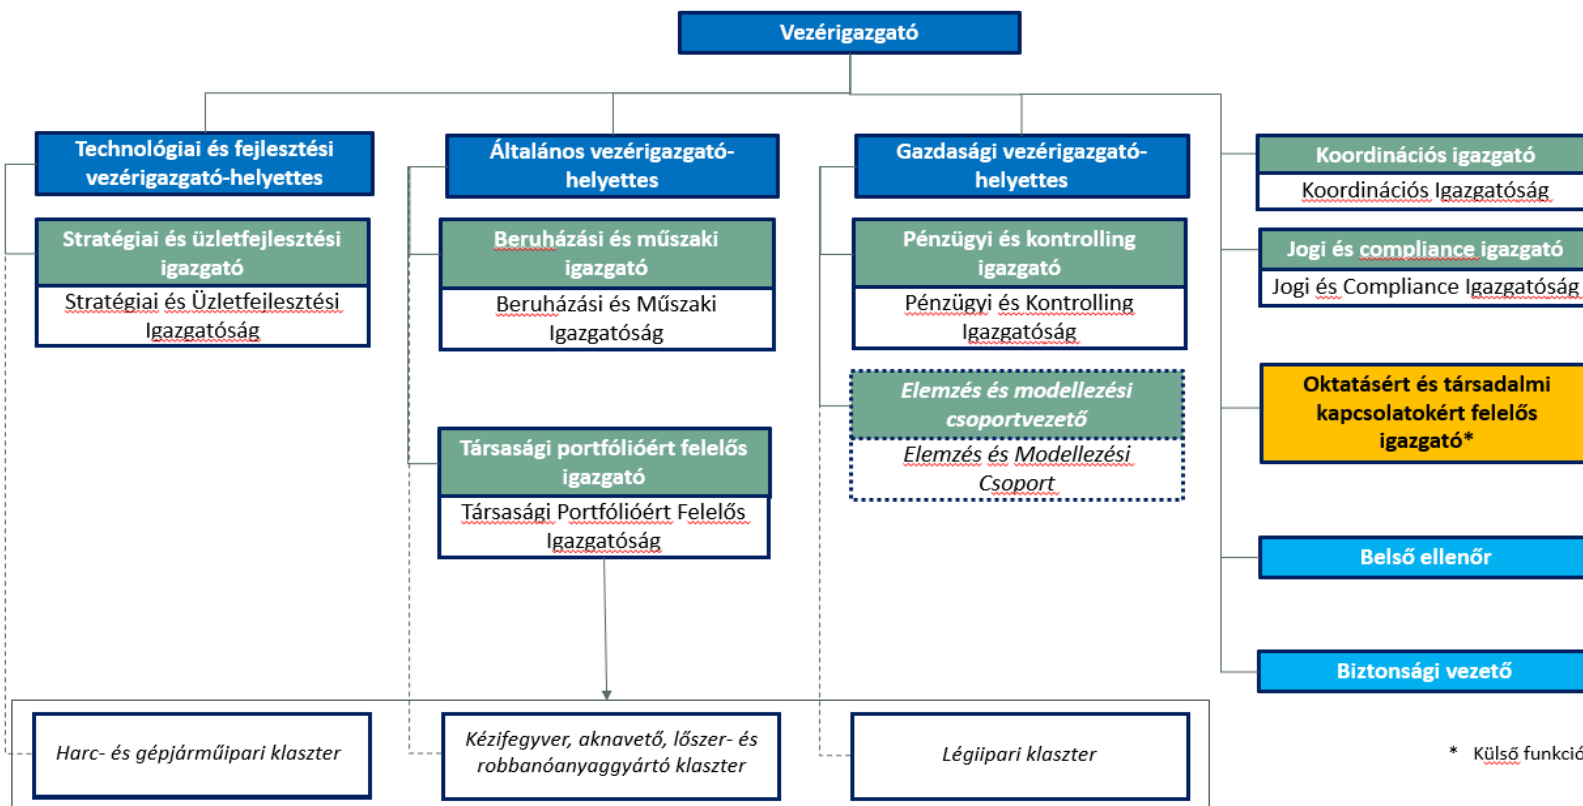 Vezérigazgató
Technológiai és fejlesztési
vezérigazgató-helyettes
Általános vezérigazgató-
helyettes
Gazdasági vezérigazgató-
helyettes
Koordinációs igazgató
Koordinációs Igazgatóság
Stratégiai és üzletfejlesztési
igazgató
Stratégiai és Üzletfejlesztési
Igazgatóság
Beruházási és műszaki
igazgató
Beruházási és Műszaki
Igazgatóság
Pénzügyi és kontrolling
igazgató
Pénzügyi és Kontrolling
Igazgatóság
Jogi és compliance igazgató
Jogi és Compliance Igazgatóság
Elemzés és modellezési
csoportvezető
Elemzés és Modellezési
Csoport
Oktatásért és társadalmi
kapcsolatokért felelős
igazgató*
Társasági portfólióért felelős
igazgató
Társasági Portfólióért Felelős
Igazgatóság
Belső ellenőr
Biztonsági vezető
Harc- és gépjárműipari klaszter
Kézifegyver, aknavető, lőszer- és
robbanóanyaggyártó klaszter
Légiipari klaszter
* Külső funkció